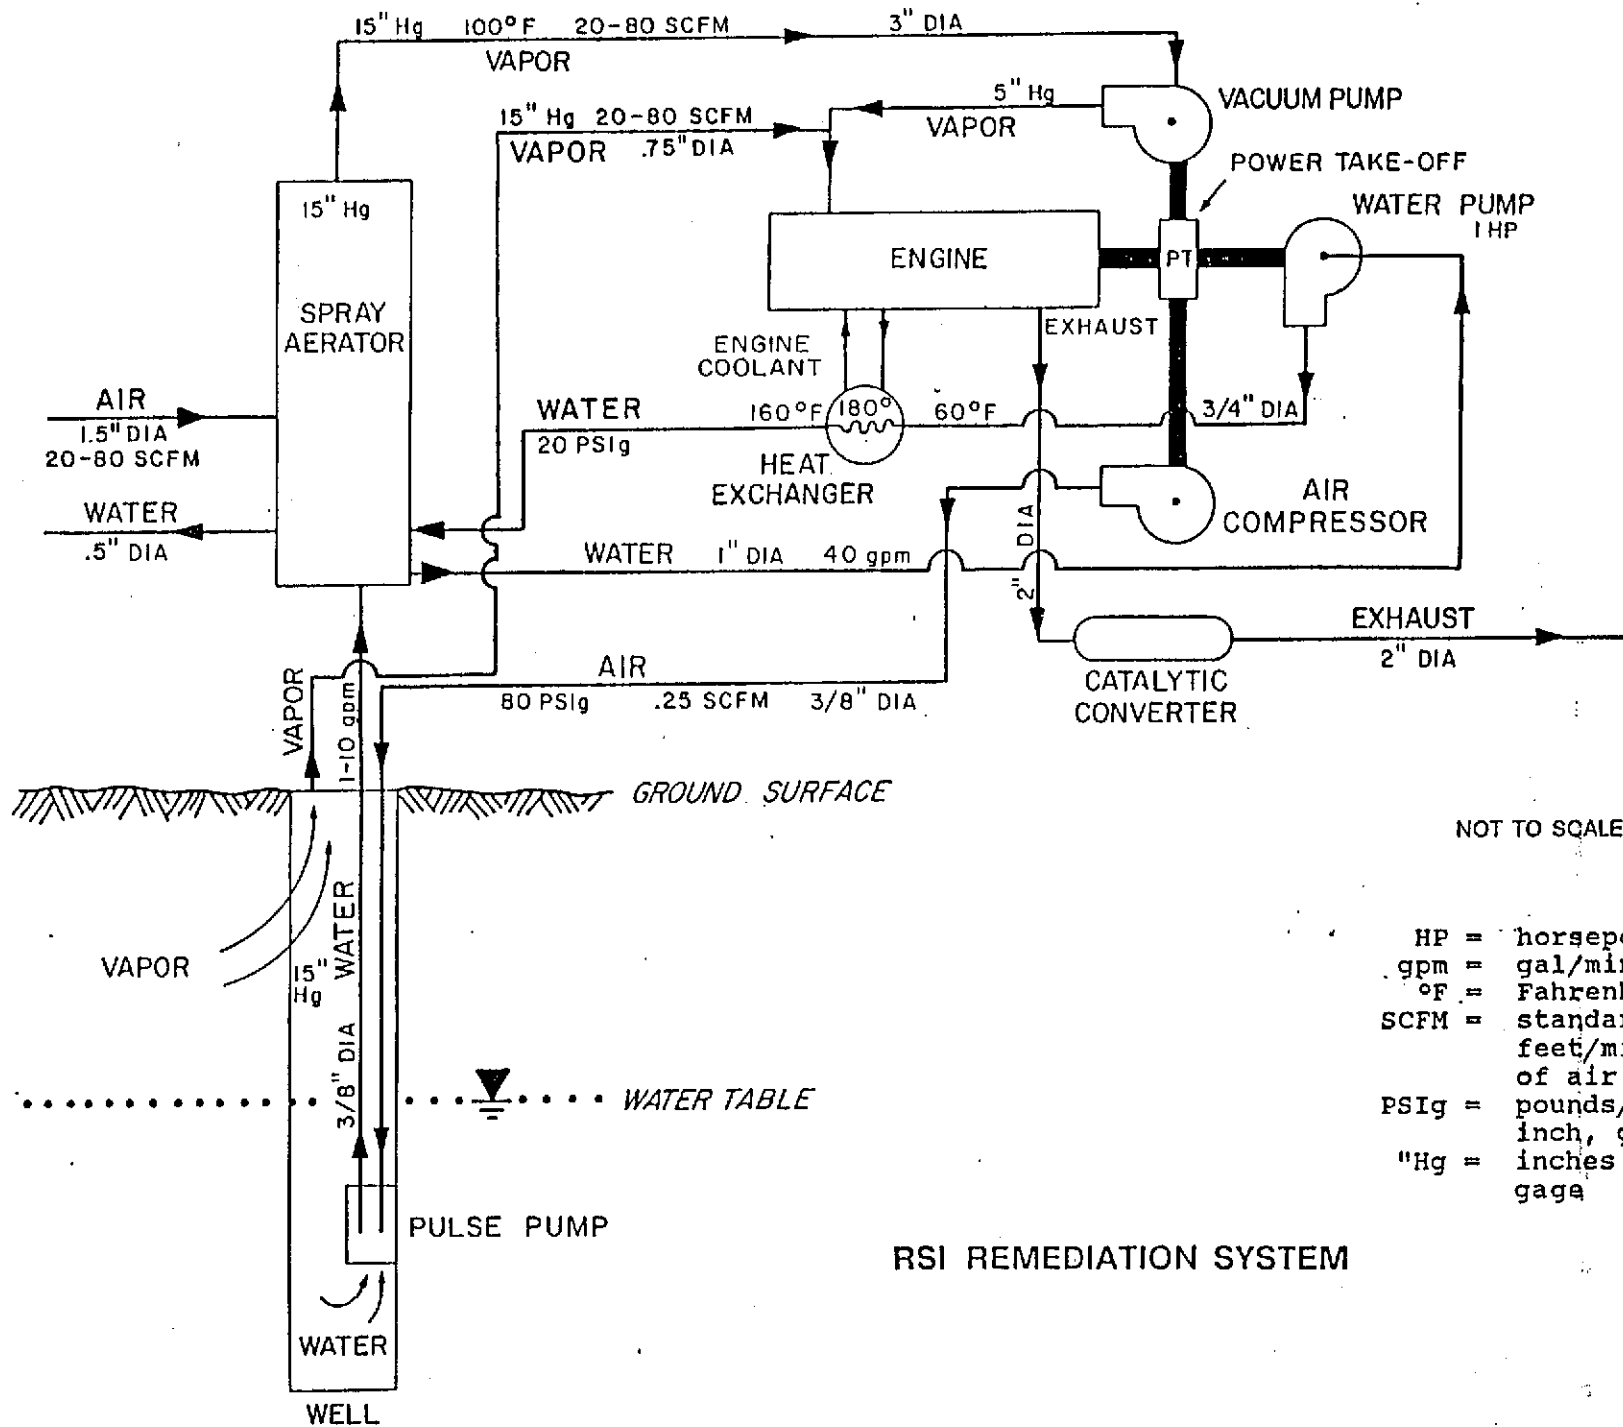 15" Hg 100°F 20-80 SCFM 3" DIA
VAPOR
15" Hg 20-80 SCFM
VAPOR .75" DIA
5" Hg
VAPOR
VACUUM PUMP
POWER TAKE-OFF
WATER PUMP
1 HP
15" Hg
SPRAY
AERATOR
ENGINE
PT
EXHAUST
ENGINE
COOLANT
AIR
1.5" DIA
20-80 SCFM
WATER
20 PSIg
160°F
180°
60°F
3/4" DIA
HEAT
EXCHANGER
AIR
COMPRESSOR
WATER
.5" DIA
WATER 1" DIA 40 gpm
2" DIA
EXHAUST
2" DIA
CATALYTIC
CONVERTER
AIR
80 PSIg .25 SCFM 3/8" DIA
VAPOR
1-10 gpm
GROUND SURFACE
NOT TO SCALE
VAPOR
15"
Hg
3/8" DIA WATER
WATER TABLE
PULSE PUMP
WATER
WELL
HP =
gpm =
°F =
SCFM =
feet/
of air
PSIg = pounds/
inch,
"Hg = inches
gage
RSI REMEDIATION SYSTEM